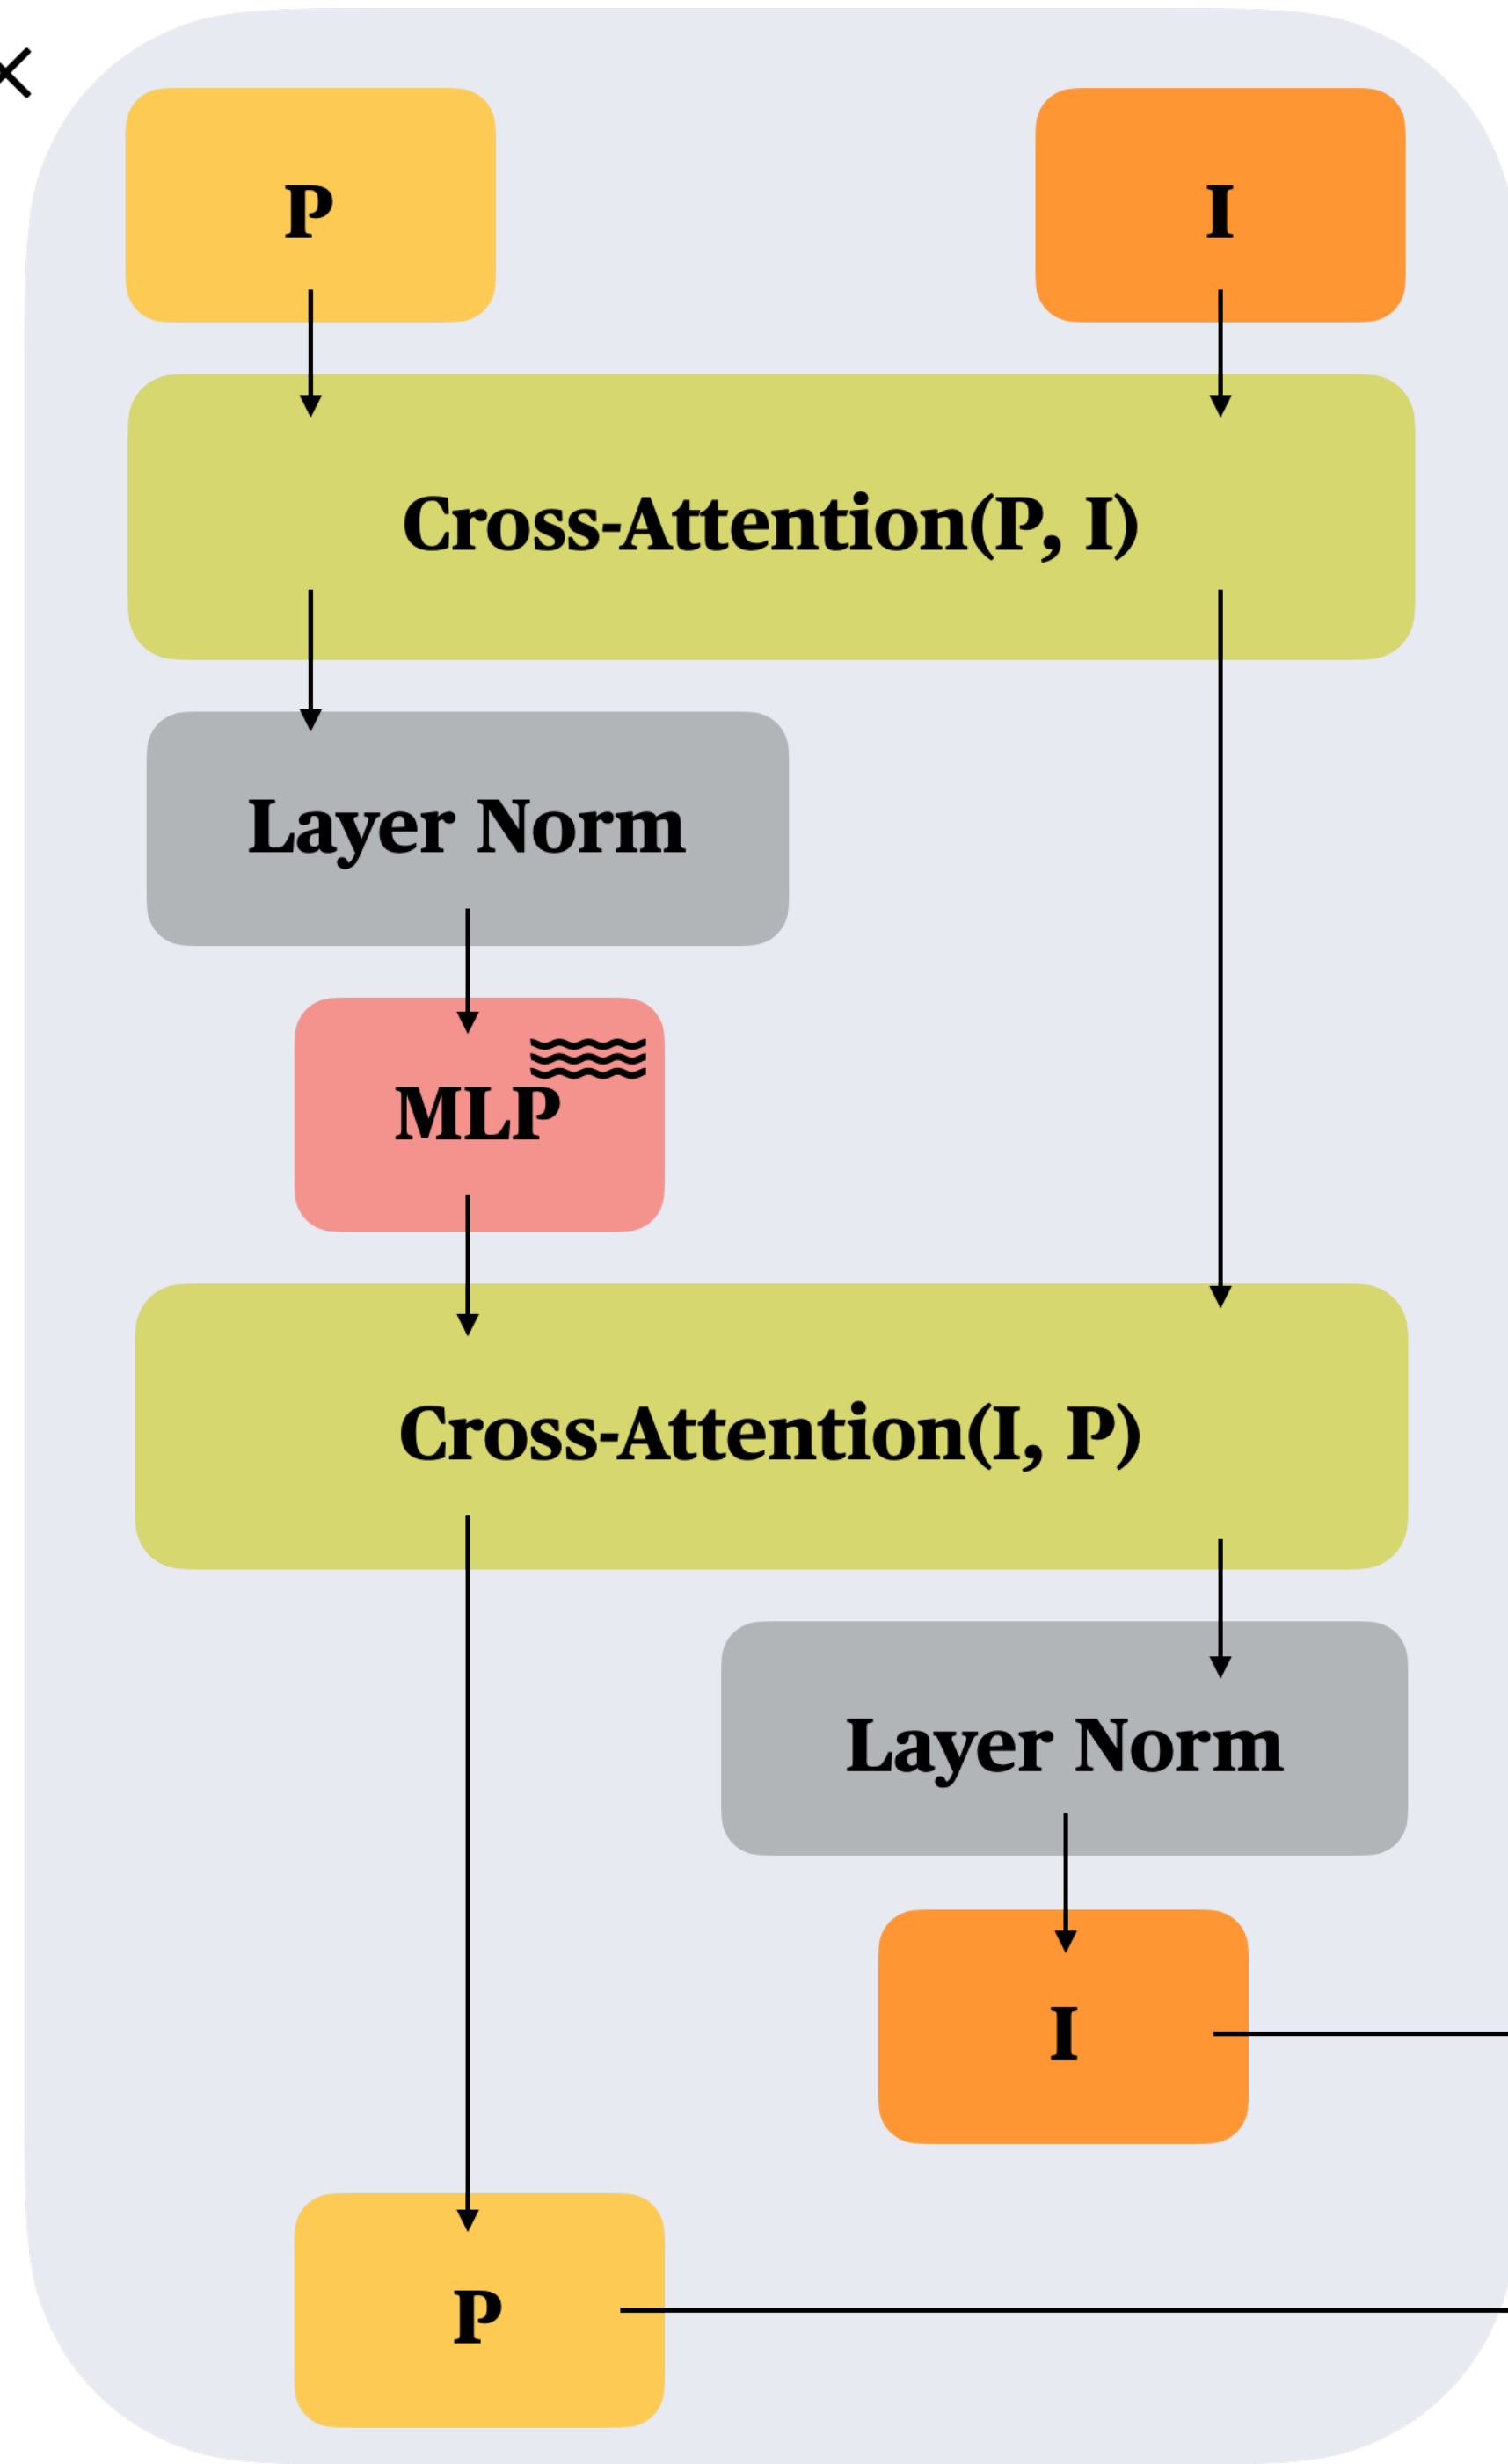 ×
P
I
Cross-Attention(P, I)
Layer Norm
MLP
Cross-Attention(I, P)
Layer Norm
I
P